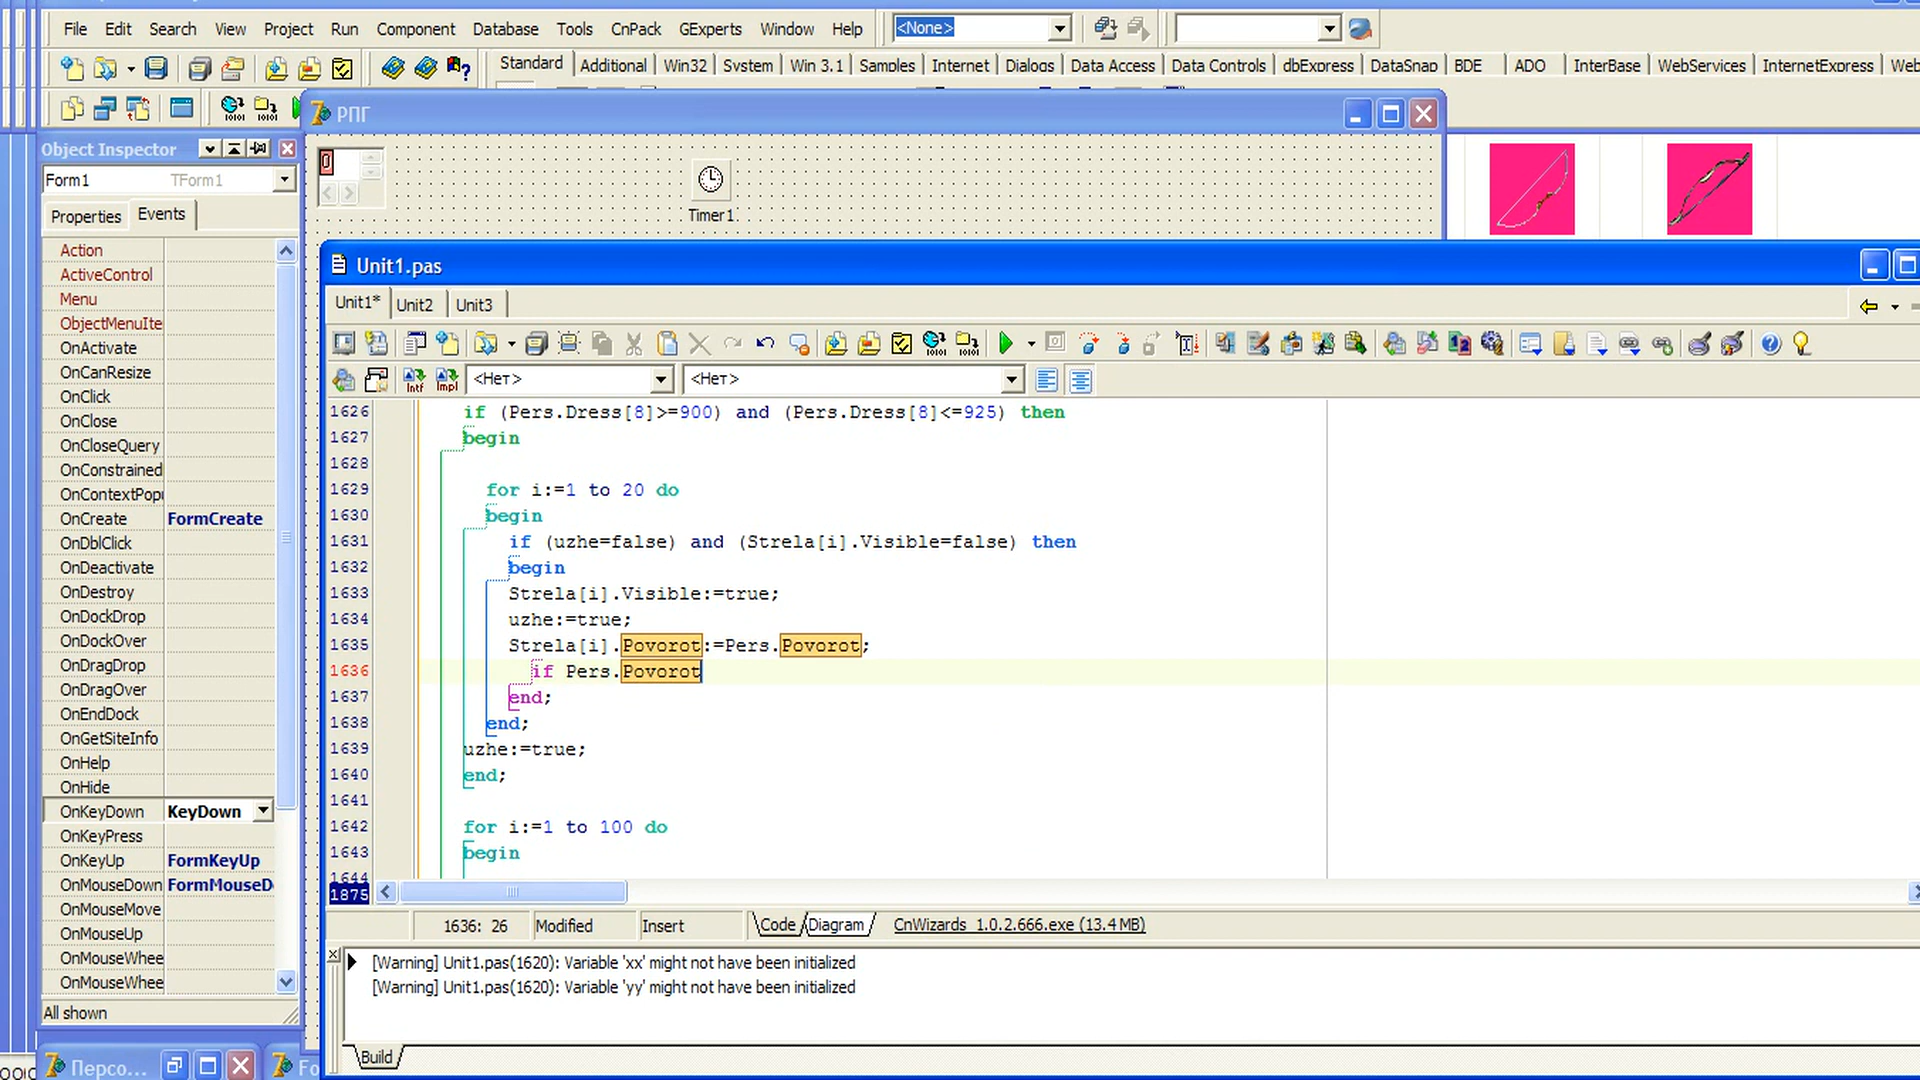 File Edit Search View Project Run Component Database Tools CnPack GExperts Window Help <None>
Standard Additional Win32 System Win 3.1 Samples Internet Dialogs Data Access Data Controls dbExpress DataSnap BDE ADO InterBase WebServices InternetExpress
РПГ
Object Inspector
Form1 TForm1
Properties Events
Action
ActiveControl
Menu
ObjectMenuIte
OnActivate
OnCanResize
OnClick
OnClose
OnCloseQuery
OnConstrained
OnContextPop
OnCreate FormCreate
OnDblClick
OnDeactivate
OnDestroy
OnDockDrop
OnDockOver
OnDragDrop
OnDragOver
OnEndDock
OnGetSiteInfo
OnHelp
OnHide
OnKeyDown KeyDown
OnKeyPress
OnKeyUp FormKeyUp
OnMouseDown FormMouseD
OnMouseMove
OnMouseUp
OnMouseWhee
OnMouseWhee
All shown
0
Timer1
Unit1.pas
Unit1* Unit2 Unit3
Intf Impl <Нет> <Нет>
1626 if (Pers.Dress[8]>=900) and (Pers.Dress[8]<=925) then
1627 begin
1628
1629 for i:=1 to 20 do
1630 begin
1631 if (uzhe=false) and (Strela[i].Visible=false) then
1632 begin
1633 Strela[i].Visible:=true;
1634 uzhe:=true;
1635 Strela[i].Povorot:=Pers.Povorot;
1636 if Pers.Povorot
1637 end;
1638 end;
1639 uzhe:=true;
1640 end;
1641
1642 for i:=1 to 100 do
1643 begin
1644
1875
1636: 26 Modified Insert Code Diagram CnWizards_1.0.2.666.exe (13.4 MB)
[Warning] Unit1.pas(1620): Variable 'xx' might not have been initialized
[Warning] Unit1.pas(1620): Variable 'yy' might not have been initialized
Build
Персо...
Fo